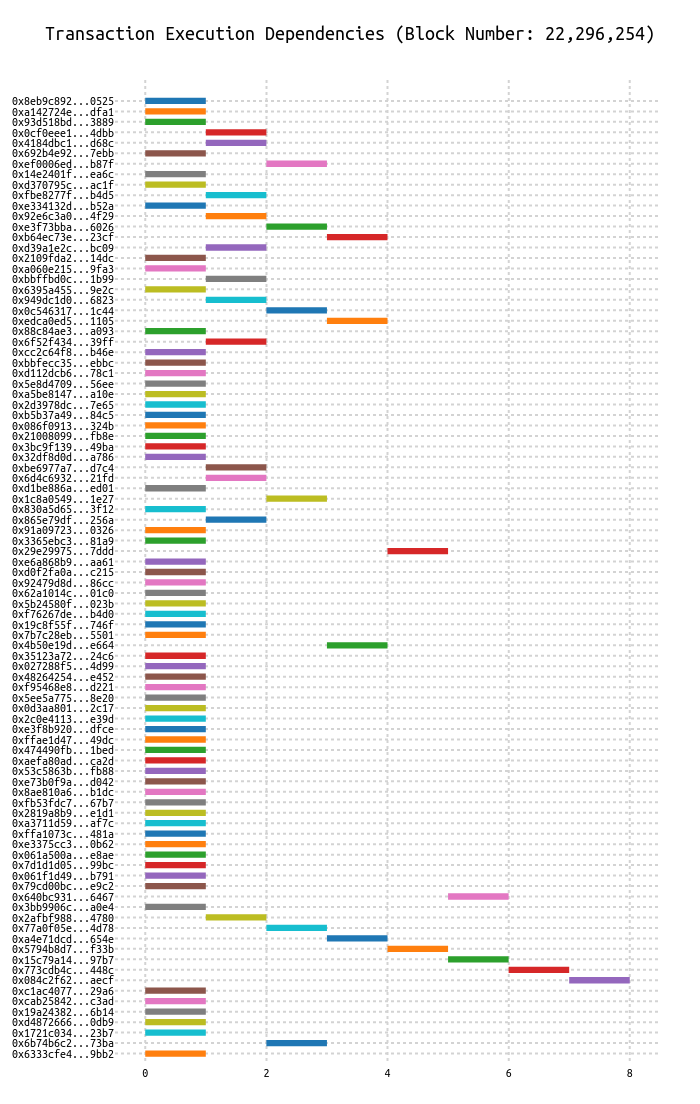 Transaction Execution Dependencies (Block Number: 22,296,254)
0x8eb9c892...0525
0xa142724e...dfa1
0x93d518bd...3889
0x0cf0eee1...4dbb
0x4184dbc1...d68c
0x692b4e92...7ebb
0xef0006ed...b87f
0x14e2401f...ea6c
0xd370795c...ac1f
0xfbe8277f...b4d5
0xe334132d...b52a
0x92e6c3a0...4f29
0xe3f73bba...6026
0xb64ec73e...23cf
0xd39a1e2c...bc09
0x2109fda2...14dc
0xa060e215...9fa3
0xbbffbd0c...1b99
0x6395a455...9e2c
0x949dc1d0...6823
0x0c546317...1c44
0xedca0ed5...1105
0x88c84ae3...a093
0x6f52f434...39ff
0xcc2c64f8...b46e
0xbbfecc35...ebbc
0xd112dcb6...78c1
0x5e8d4709...56ee
0xa5be8147...a10e
0x2d3978dc...7e65
0xb5b37a49...84c5
0x086f0913...324b
0x21008099...fb8e
0x3bc9f139...49ba
0x32df8d0d...a786
0xbe6977a7...d7c4
0x6d4c6932...21fd
0xd1be886a...ed01
0x1c8a0549...1e27
0x830a5d65...3f12
0x865e79df...256a
0x91a09723...0326
0x3365ebc3...81a9
0x29e29975...7ddd
0xe6a868b9...aa61
0xd0f2fa0a...c215
0x92479d8d...86cc
0x62a1014c...01c0
0x5b24580f...023b
0xf76267de...b4d0
0x19c8f55f...746f
0x7b7c28eb...5501
0x4b50e19d...e664
0x35123a72...24c6
0x027288f5...4d99
0x48264254...e452
0xf95468e8...d221
0x5ee5a775...8e20
0x0d3aa801...2c17
0x2c0e4113...e39d
0xe3f8b920...dfce
0xffae1d47...49dc
0x474490fb...1bed
0xaefa80ad...ca2d
0x53c5863b...fb88
0xe73b0f9a...d042
0x8ae810a6...b1dc
0xfb53fdc7...67b7
0x2819a8b9...e1d1
0xa3711d59...af7c
0xffa1073c...481a
0xe3375cc3...0b62
0x061a500a...e8ae
0x7d1d1d05...99bc
0x061f1d49...b791
0x79cd00bc...e9c2
0x640bc931...6467
0x3bb9906c...a0e4
0x2afbf988...4780
0x77a0f05e...4d78
0xa4e71dcd...654e
0x5794b8d7...f33b
0x15c79a14...97b7
0x773cdb4c...448c
0x084c2f62...aecf
0xc1ac4077...29a6
0xcab25842...c3ad
0x19a24382...6b14
0xd4872666...0db9
0x1721c034...23b7
0x6b74b6c2...73ba
0x6333cfe4...9bb2
0 2 4 6 8